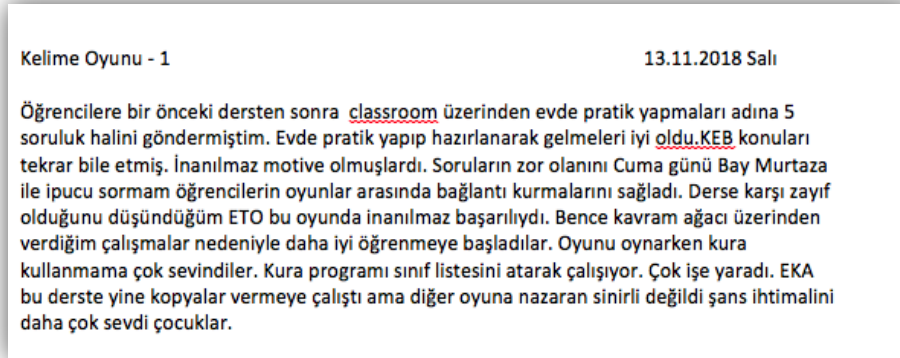 Kelime Oyunu - 1 13.11.2018 Salı
Öğrencilere bir önceki dersten sonra classroom üzerinden evde pratik yapmaları adına 5
soruluk halini göndermiştim. Evde pratik yapıp hazırlanarak gelmeleri iyi oldu.KEB konuları
tekrar bile etmiş. İnanılmaz motive olmuşlardı. Soruların zor olanını Cuma günü Bay Murtaza
ile ipucu sormam öğrencilerin oyunlar arasında bağlantı kurmalarını sağladı. Derse karşı zayıf
olduğunu düşündüğüm ETO bu oyunda inanılmaz başarılıydı. Bence kavram ağacı üzerinden
verdiğim çalışmalar nedeniyle daha iyi öğrenmeye başladılar. Oyunu oynarken kura
kullanmama çok sevindiler. Kura programı sınıf listesini atarak çalışıyor. Çok işe yaradı. EKA
bu derste yine kopyalar vermeye çalıştı ama diğer oyuna nazaran sinirli değildi şans ihtimalini
daha çok sevdi çocuklar.